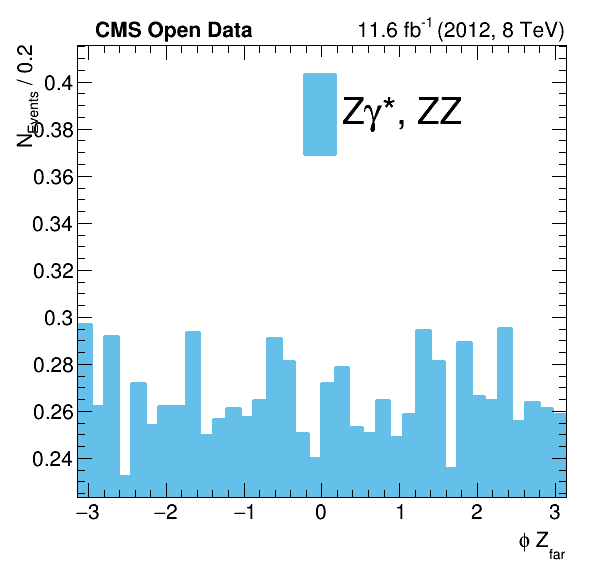 CMS Open Data 11.6 fb-1 (2012, 8 TeV)
NEvents / 0.2
Zγ*, ZZ
0.4
0.38
0.36
0.34
0.32
0.3
0.28
0.26
0.24
−3 −2 −1 0 1 2 3
ϕ Zfar